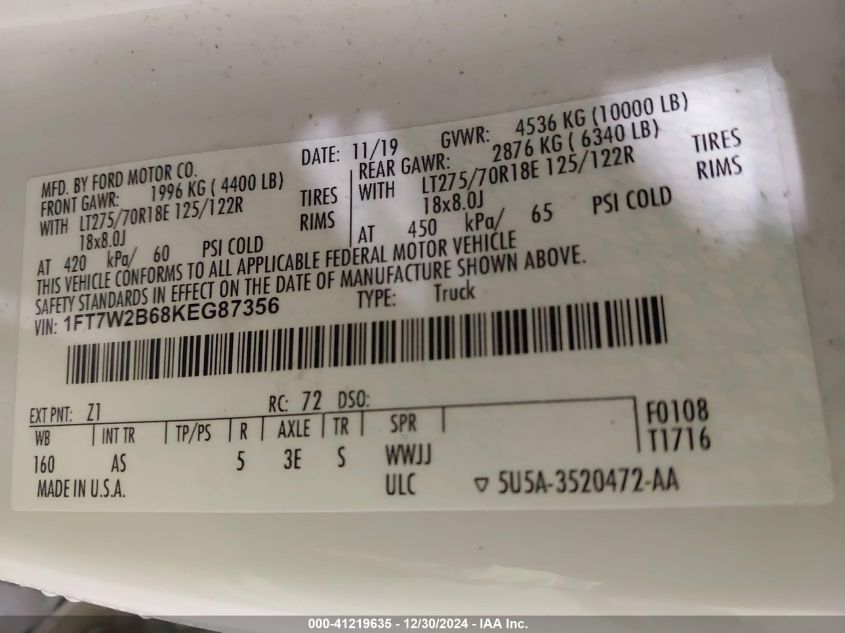 MFD. BY FORD MOTOR CO.
DATE: 11/19 GVWR: 4536 KG (10000 LB)
FRONT GAWR: 1996 KG ( 4400 LB)
WITH LT275/70R18E 125/122R TIRES
18x8.0J RIMS
AT 420 kPa/ 60 PSI COLD
REAR GAWR: 2876 KG ( 6340 LB)
WITH LT275/70R18E 125/122R TIRES
18x8.0J RIMS
AT 450 kPa/ 65 PSI COLD
THIS VEHICLE CONFORMS TO ALL APPLICABLE FEDERAL MOTOR VEHICLE
SAFETY STANDARDS IN EFFECT ON THE DATE OF MANUFACTURE SHOWN ABOVE.
VIN: 1FT7W2B68KEG87356 TYPE: Truck
EXT PNT: Z1 RC: 72 DSO:
WB INT TR TP/PS R AXLE TR SPR F0108
160 AS 5 3E S WWJJ T1716
MADE IN U.S.A. ULC ▽ 5U5A-3520472-AA
000-41219635 - 12/30/2024 - IAA Inc.